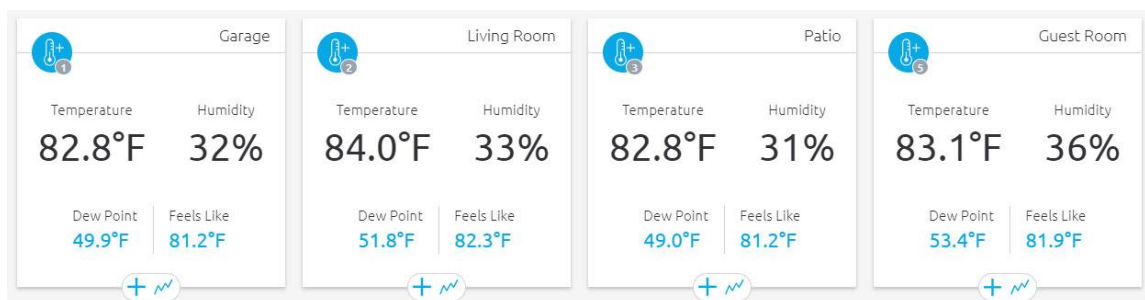 Garage
1
Temperature Humidity
82.8°F 32%
Dew Point Feels Like
49.9°F 81.2°F
Living Room
2
Temperature Humidity
84.0°F 33%
Dew Point Feels Like
51.8°F 82.3°F
Patio
3
Temperature Humidity
82.8°F 31%
Dew Point Feels Like
49.0°F 81.2°F
Guest Room
5
Temperature Humidity
83.1°F 36%
Dew Point Feels Like
53.4°F 81.9°F